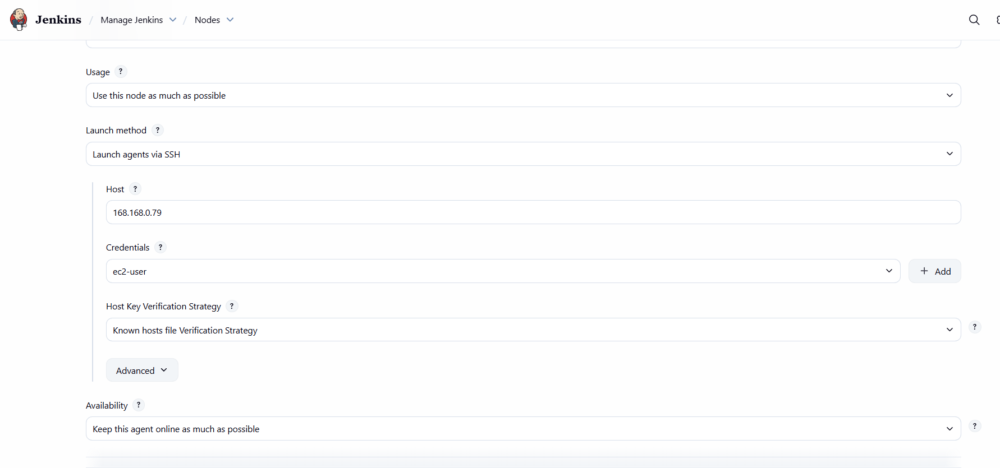 Jenkins / Manage Jenkins / Nodes
Usage ?
Use this node as much as possible
Launch method ?
Launch agents via SSH
Host ?
168.168.0.79
Credentials ?
ec2-user
+ Add
Host Key Verification Strategy ?
Known hosts file Verification Strategy
?
Advanced
Availability ?
Keep this agent online as much as possible
?